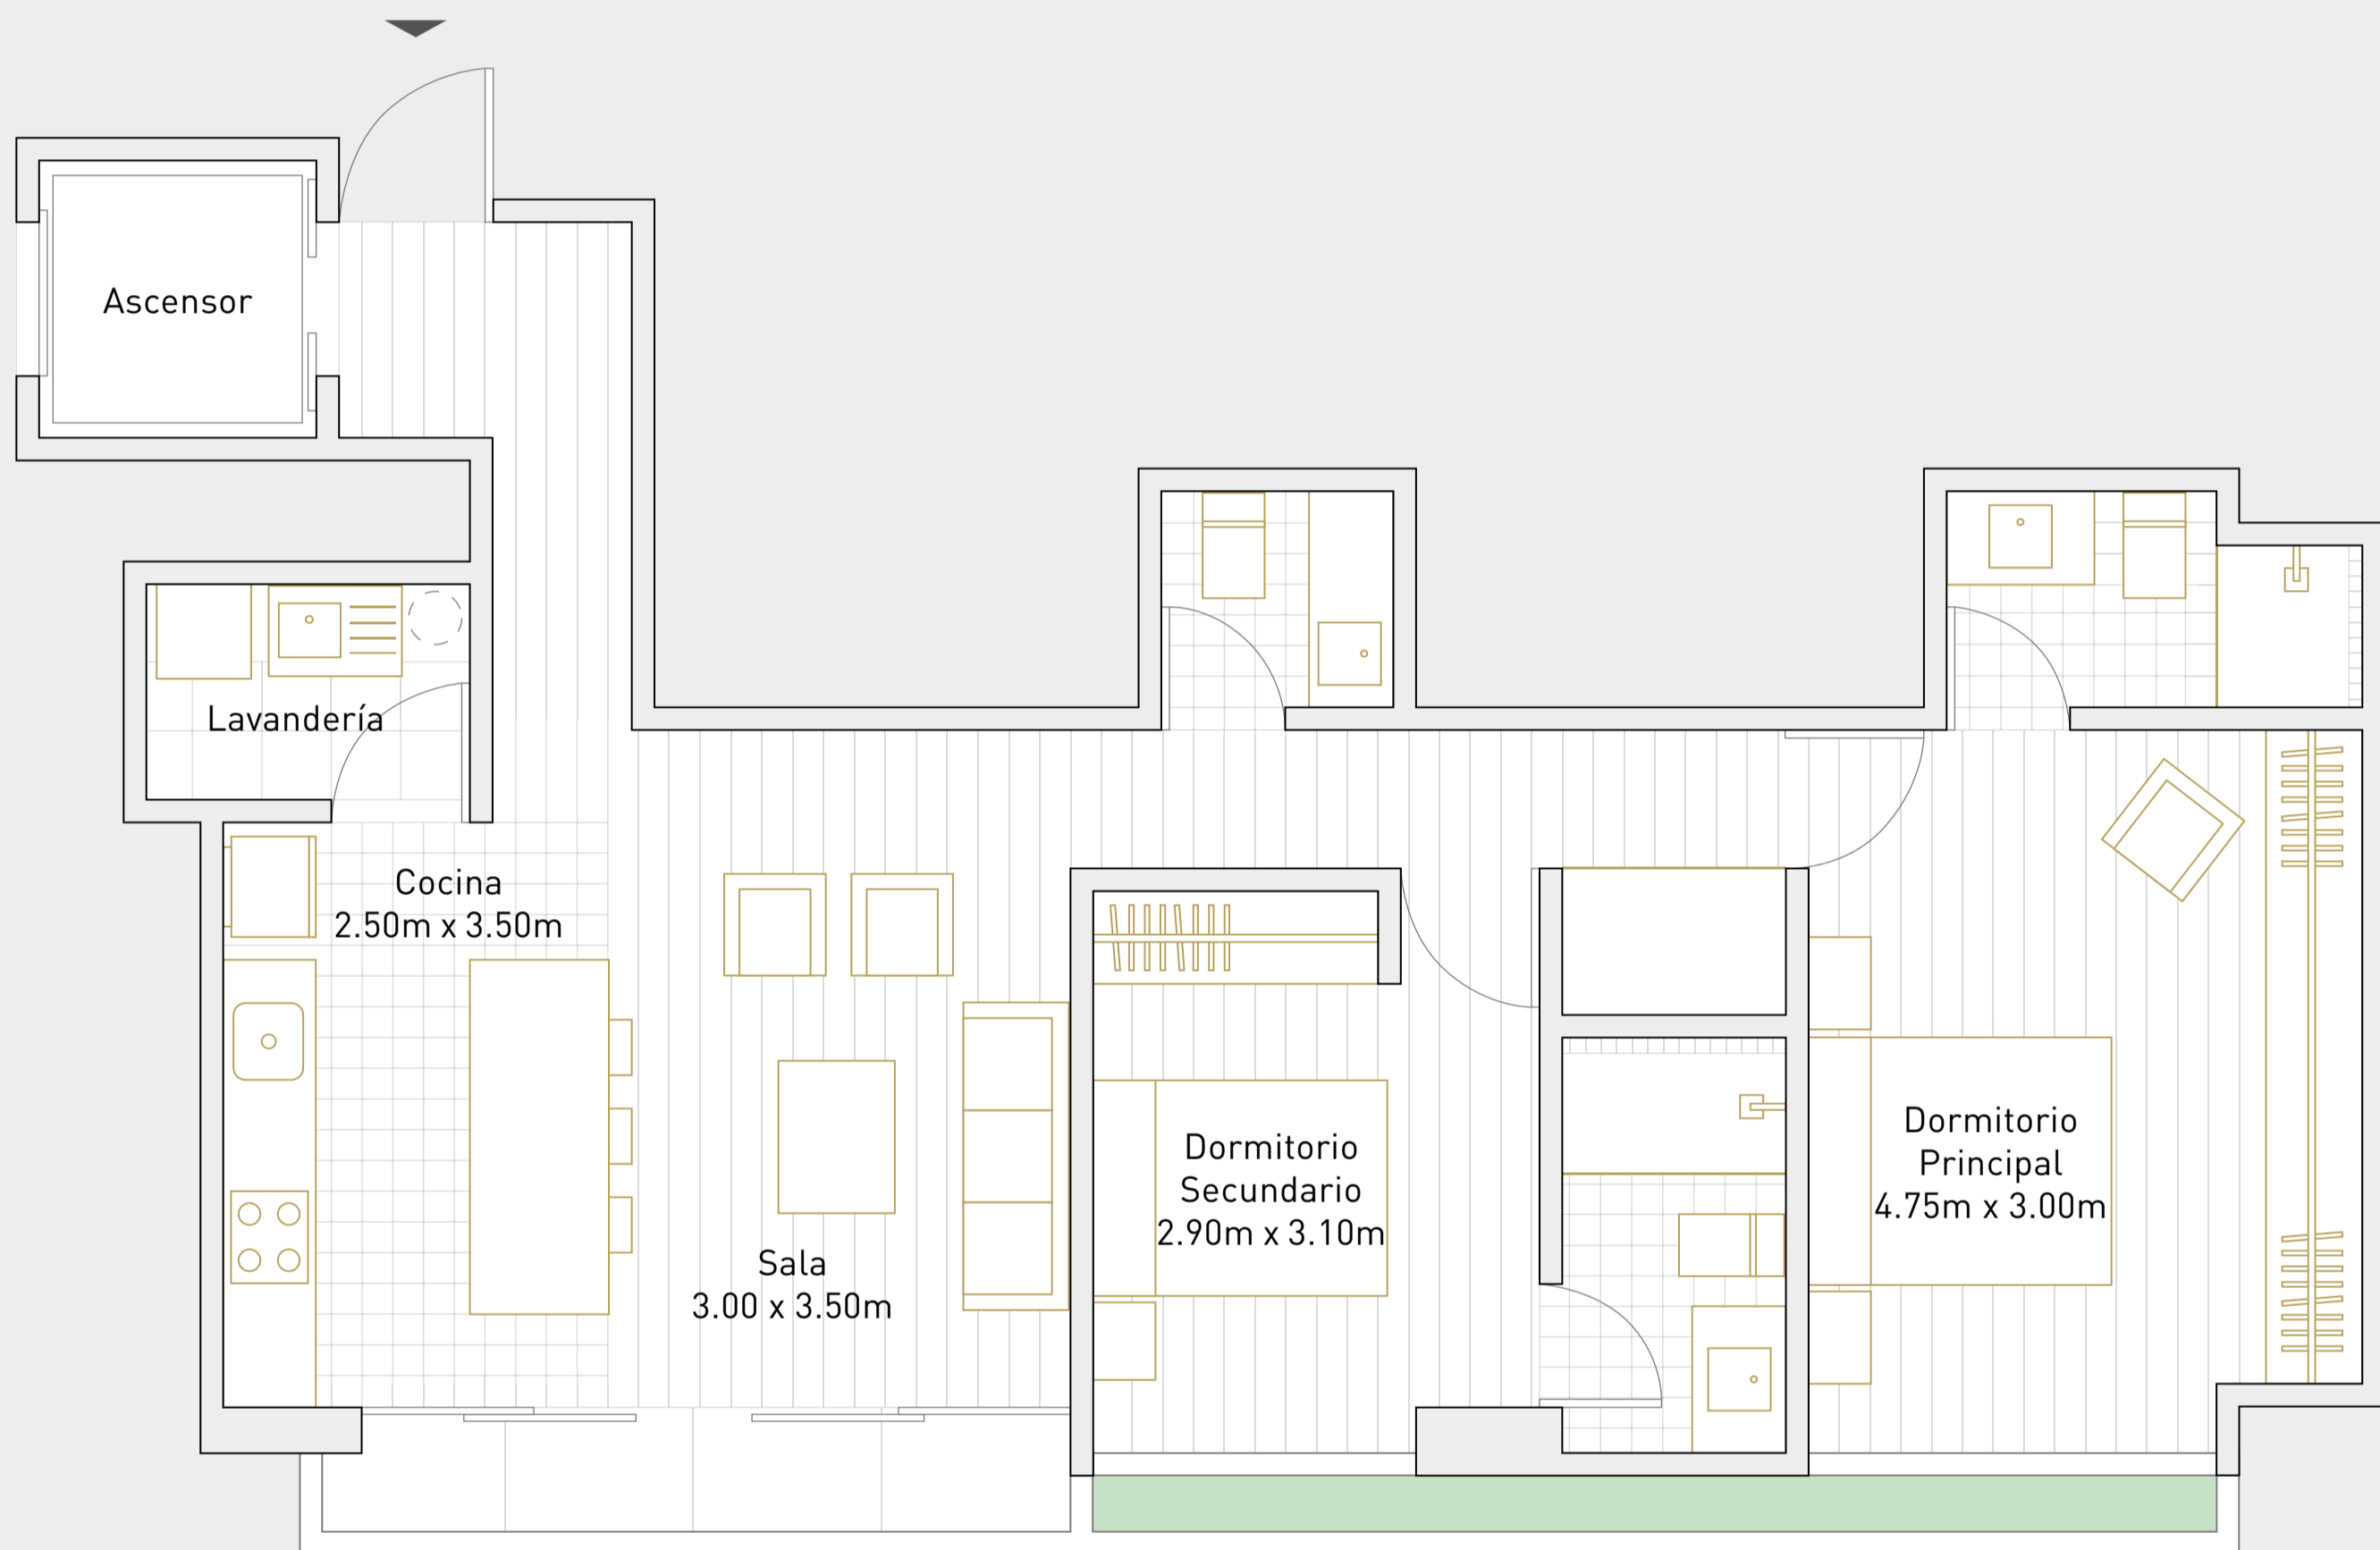 Ascensor
Lavandería
Cocina
2.50m x 3.50m
Sala
3.00 x 3.50m
Dormitorio
Secundario
2.90m x 3.10m
Dormitorio
Principal
4.75m x 3.00m